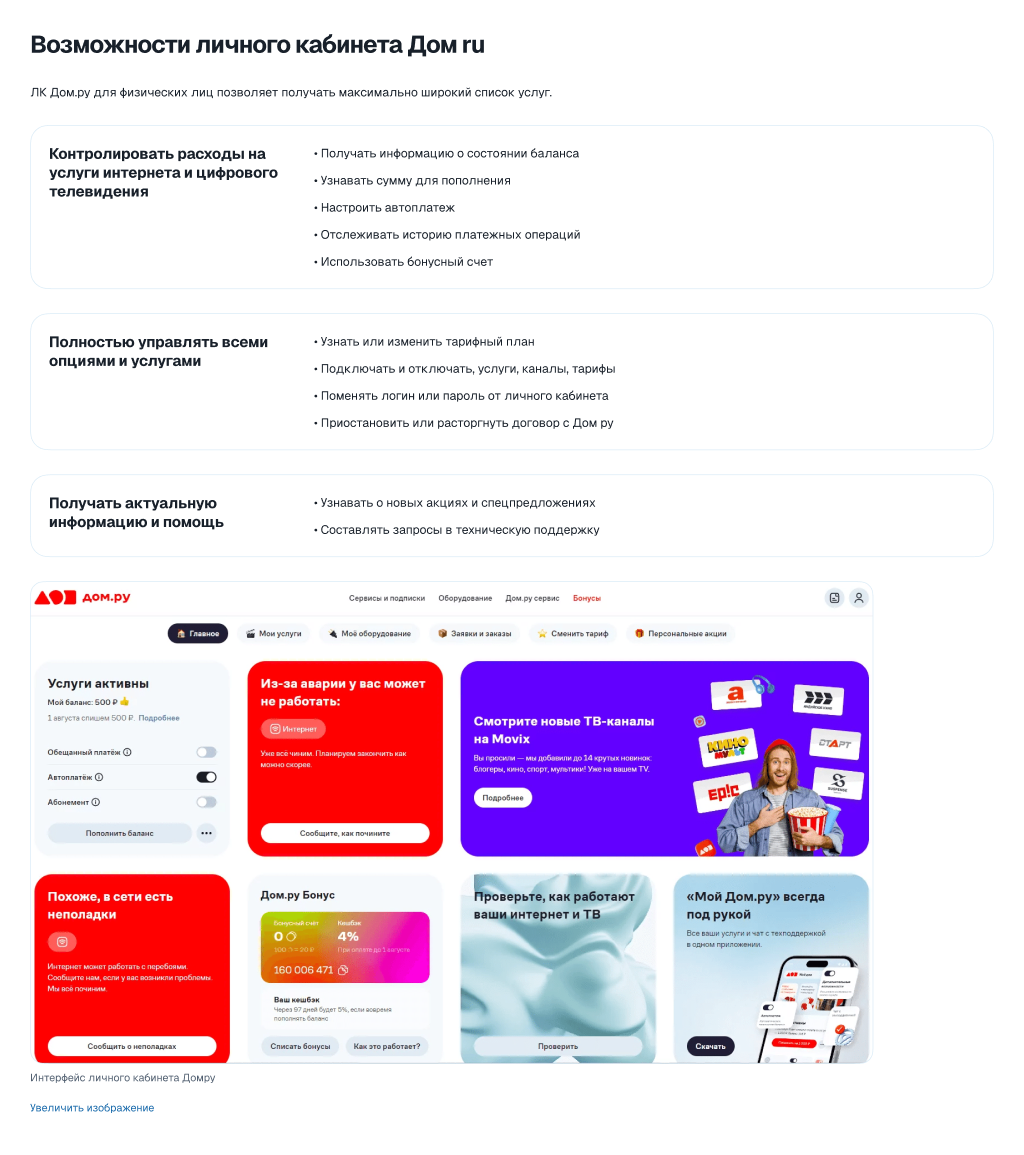 Возможности личного кабинета Дом ru
ЛК Дом.ру для физических лиц позволяет получать максимально широкий список услуг.
Контролировать расходы на
услуги интернета и цифрового
телевидения
• Получать информацию о состоянии баланса
• Узнавать сумму для пополнения
• Настроить автоплатеж
• Отслеживать историю платежных операций
• Использовать бонусный счет
Полностью управлять всеми
опциями и услугами
• Узнать или изменить тарифный план
• Подключать и отключать, услуги, каналы, тарифы
• Поменять логин или пароль от личного кабинета
• Приостановить или расторгнуть договор с Дом ру
Получать актуальную
информацию и помощь
• Узнавать о новых акциях и спецпредложениях
• Составлять запросы в техническую поддержку
дом.ру
Сервисы и подписки Оборудование Дом.ру сервис Бонусы
Главное Мои услуги Моё оборудование Заявки и заказы Сменить тариф Персональные акции
Услуги активны
Мой баланс: 500 ₽
1 августа спишем 500 ₽. Подробнее
Обещанный платёж
Автоплатёж
Абонемент
Пополнить баланс
Из-за аварии у вас может
не работать:
Интернет
Уже всё чиним. Планируем закончить как
можно скорее.
Сообщите, как почините
Смотрите новые ТВ-каналы
на Movix
Вы просили — мы добавили до 14 крутых новинок:
блогеры, кино, спорт, мультики! Уже на вашем TV.
Подробнее
КИНО
СТАРТ
Epic
SUSPENSE
Похоже, в сети есть
неполадки
Интернет может работать с перебоями.
Сообщите нам, если у вас возникли проблемы.
Мы всё починим.
Сообщить о неполадках
Дом.ру Бонус
Бонусный счёт Кешбэк
0 4%
При оплате до 1 августа
160 006 471
Ваш кешбэк
Через 97 дней будет 5%, если вовремя
пополнять баланс
Списать бонусы Как это работает?
Проверьте, как работают
ваши интернет и ТВ
Проверить
«Мой Дом.ру» всегда
под рукой
Все ваши услуги и чат с техподдержкой
в одном приложении.
Скачать
Интерфейс личного кабинета Домру
Увеличить изображение